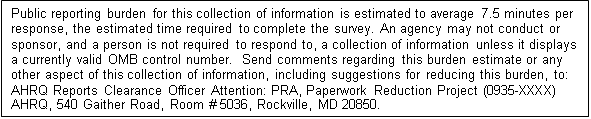 Public reporting burden for this collection of information is estimated to average 7.5 minutes per
response, the estimated time required to complete the survey. An agency may not conduct or
sponsor, and a person is not required to respond to, a collection of information unless it displays
a currently valid OMB control number. Send comments regarding this burden estimate or any
other aspect of this collection of information, including suggestions for reducing this burden, to:
AHRQ Reports Clearance Officer Attention: PRA, Paperwork Reduction Project (0935-XXXX)
AHRQ, 540 Gaither Road, Room #5036, Rockville, MD 20850.